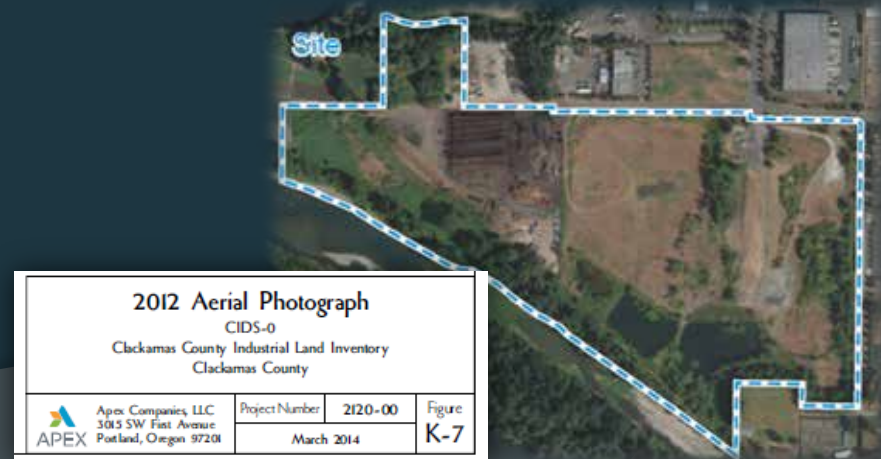 Site
2012 Aerial Photograph
CIDS-0
Clackamas County Industrial Land Inventory
Clackamas County
APEX
Apex Companies, LLC
3015 SW First Avenue
Portland, Oregon 97201
Project Number
2120-00
March 2014
Figure
K-7